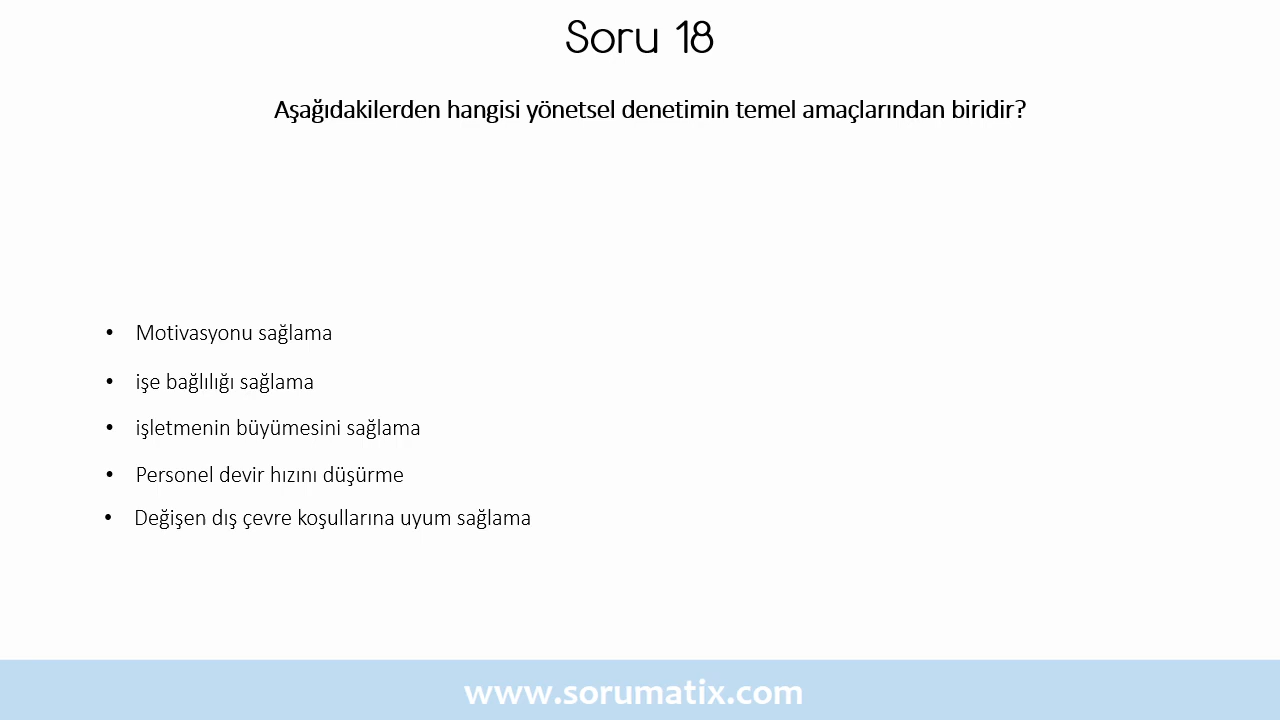 Soru 18
Aşağıdakilerden hangisi yönetsel denetimin temel amaçlarından biridir?
• Motivasyonu sağlama
• işe bağlılığı sağlama
• işletmenin büyümesini sağlama
• Personel devir hızını düşürme
• Değişen dış çevre koşullarına uyum sağlama
www.sorumatix.com